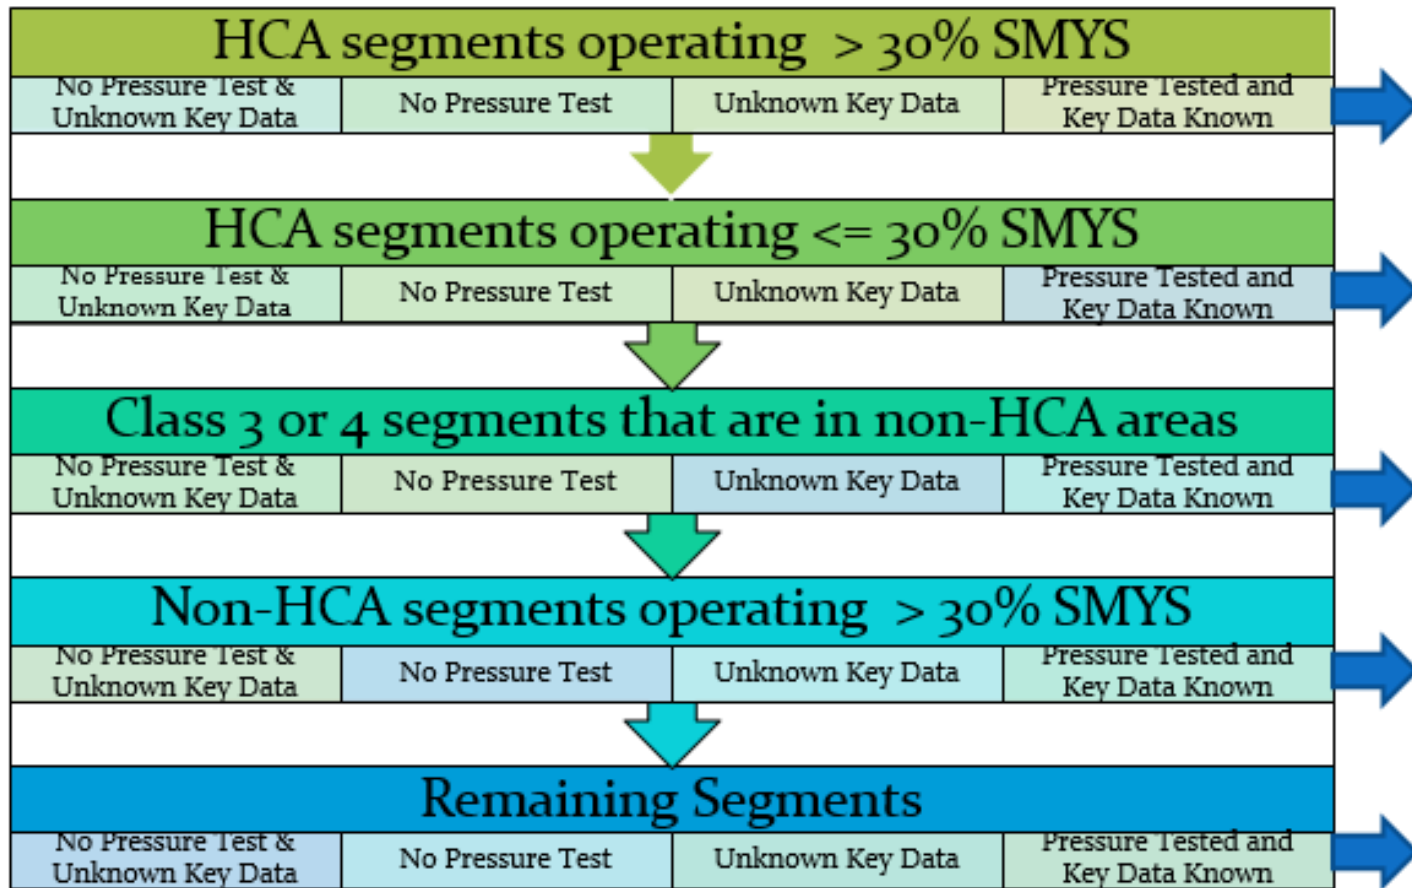 HCA segments operating > 30% SMYS
No Pressure Test &
Unknown Key Data
No Pressure Test
Unknown Key Data
Pressure Tested and
Key Data Known
HCA segments operating <= 30% SMYS
No Pressure Test &
Unknown Key Data
No Pressure Test
Unknown Key Data
Pressure Tested and
Key Data Known
Class 3 or 4 segments that are in non-HCA areas
No Pressure Test &
Unknown Key Data
No Pressure Test
Unknown Key Data
Pressure Tested and
Key Data Known
Non-HCA segments operating > 30% SMYS
No Pressure Test &
Unknown Key Data
No Pressure Test
Unknown Key Data
Pressure Tested and
Key Data Known
Remaining Segments
No Pressure Test &
Unknown Key Data
No Pressure Test
Unknown Key Data
Pressure Tested and
Key Data Known